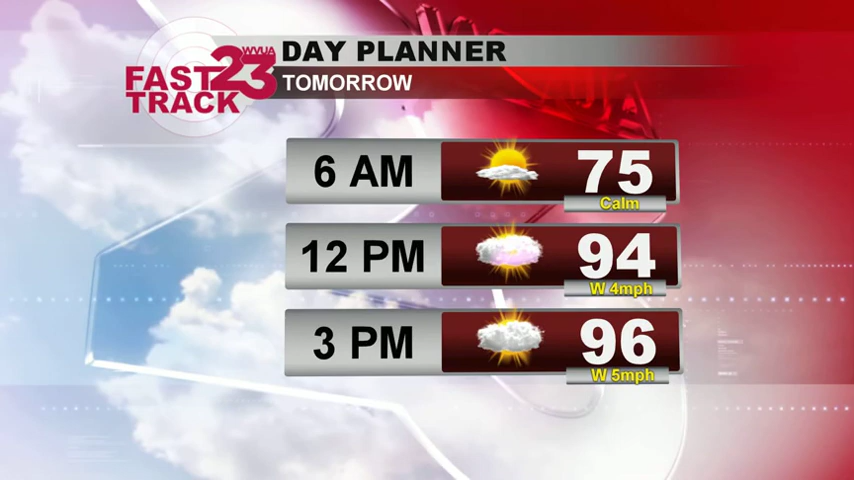 WVUA
23
FAST
TRACK
DAY PLANNER
TOMORROW
6 AM
75
Calm
12 PM
94
W 4mph
3 PM
96
W 5mph